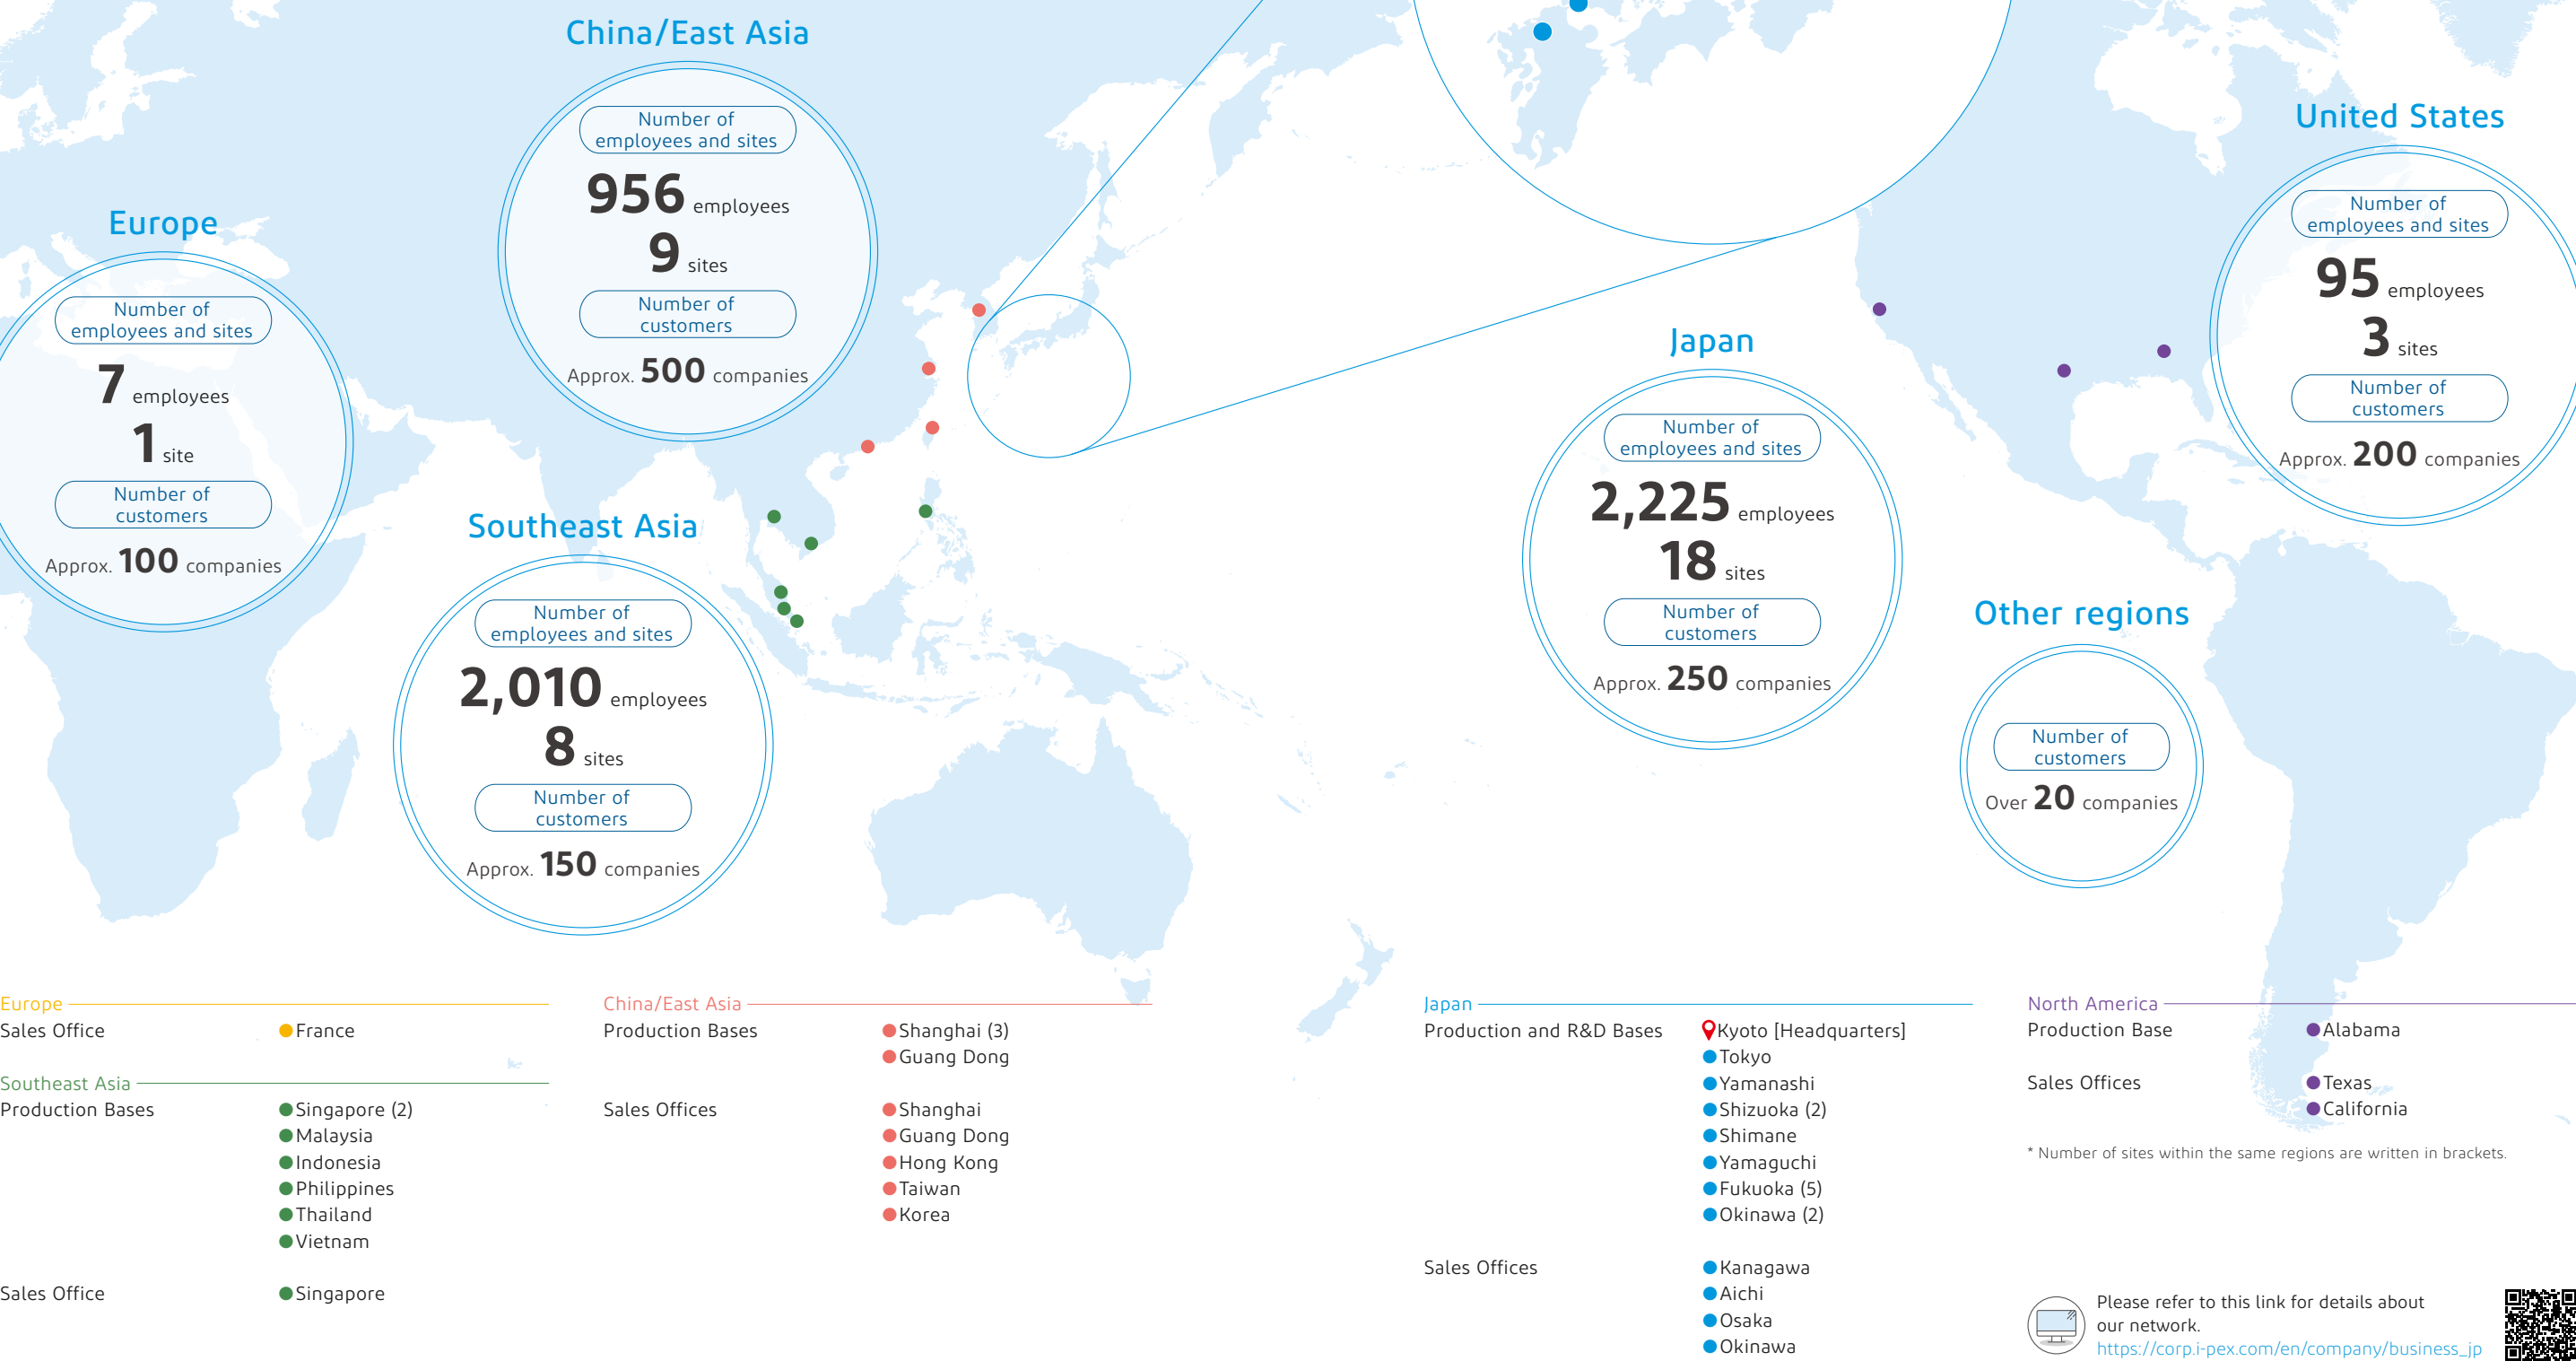 China/East Asia
Number of
employees and sites
956 employees
9 sites
Number of
customers
Approx. 500 companies
Europe
Number of
employees and sites
7 employees
1 site
Number of
customers
Approx. 100 companies
Southeast Asia
Number of
employees and sites
2,010 employees
8 sites
Number of
customers
Approx. 150 companies
Japan
Number of
employees and sites
2,225 employees
18 sites
Number of
customers
Approx. 250 companies
United States
Number of
employees and sites
95 employees
3 sites
Number of
customers
Approx. 200 companies
Other regions
Number of
customers
Over 20 companies
Europe
Sales Office
France
Southeast Asia
Production Bases
Singapore (2)
Malaysia
Indonesia
Philippines
Thailand
Vietnam
Sales Office
Singapore
China/East Asia
Production Bases
Shanghai (3)
Guang Dong
Sales Offices
Shanghai
Guang Dong
Hong Kong
Taiwan
Korea
Japan
Production and R&D Bases
Kyoto [Headquarters]
Tokyo
Yamanashi
Shizuoka (2)
Shimane
Yamaguchi
Fukuoka (5)
Okinawa (2)
Sales Offices
Kanagawa
Aichi
Osaka
Okinawa
North America
Production Base
Alabama
Sales Offices
Texas
California
* Number of sites within the same regions are written in brackets.
Please refer to this link for details about
our network.
https://corp.i-pex.com/en/company/business_jp